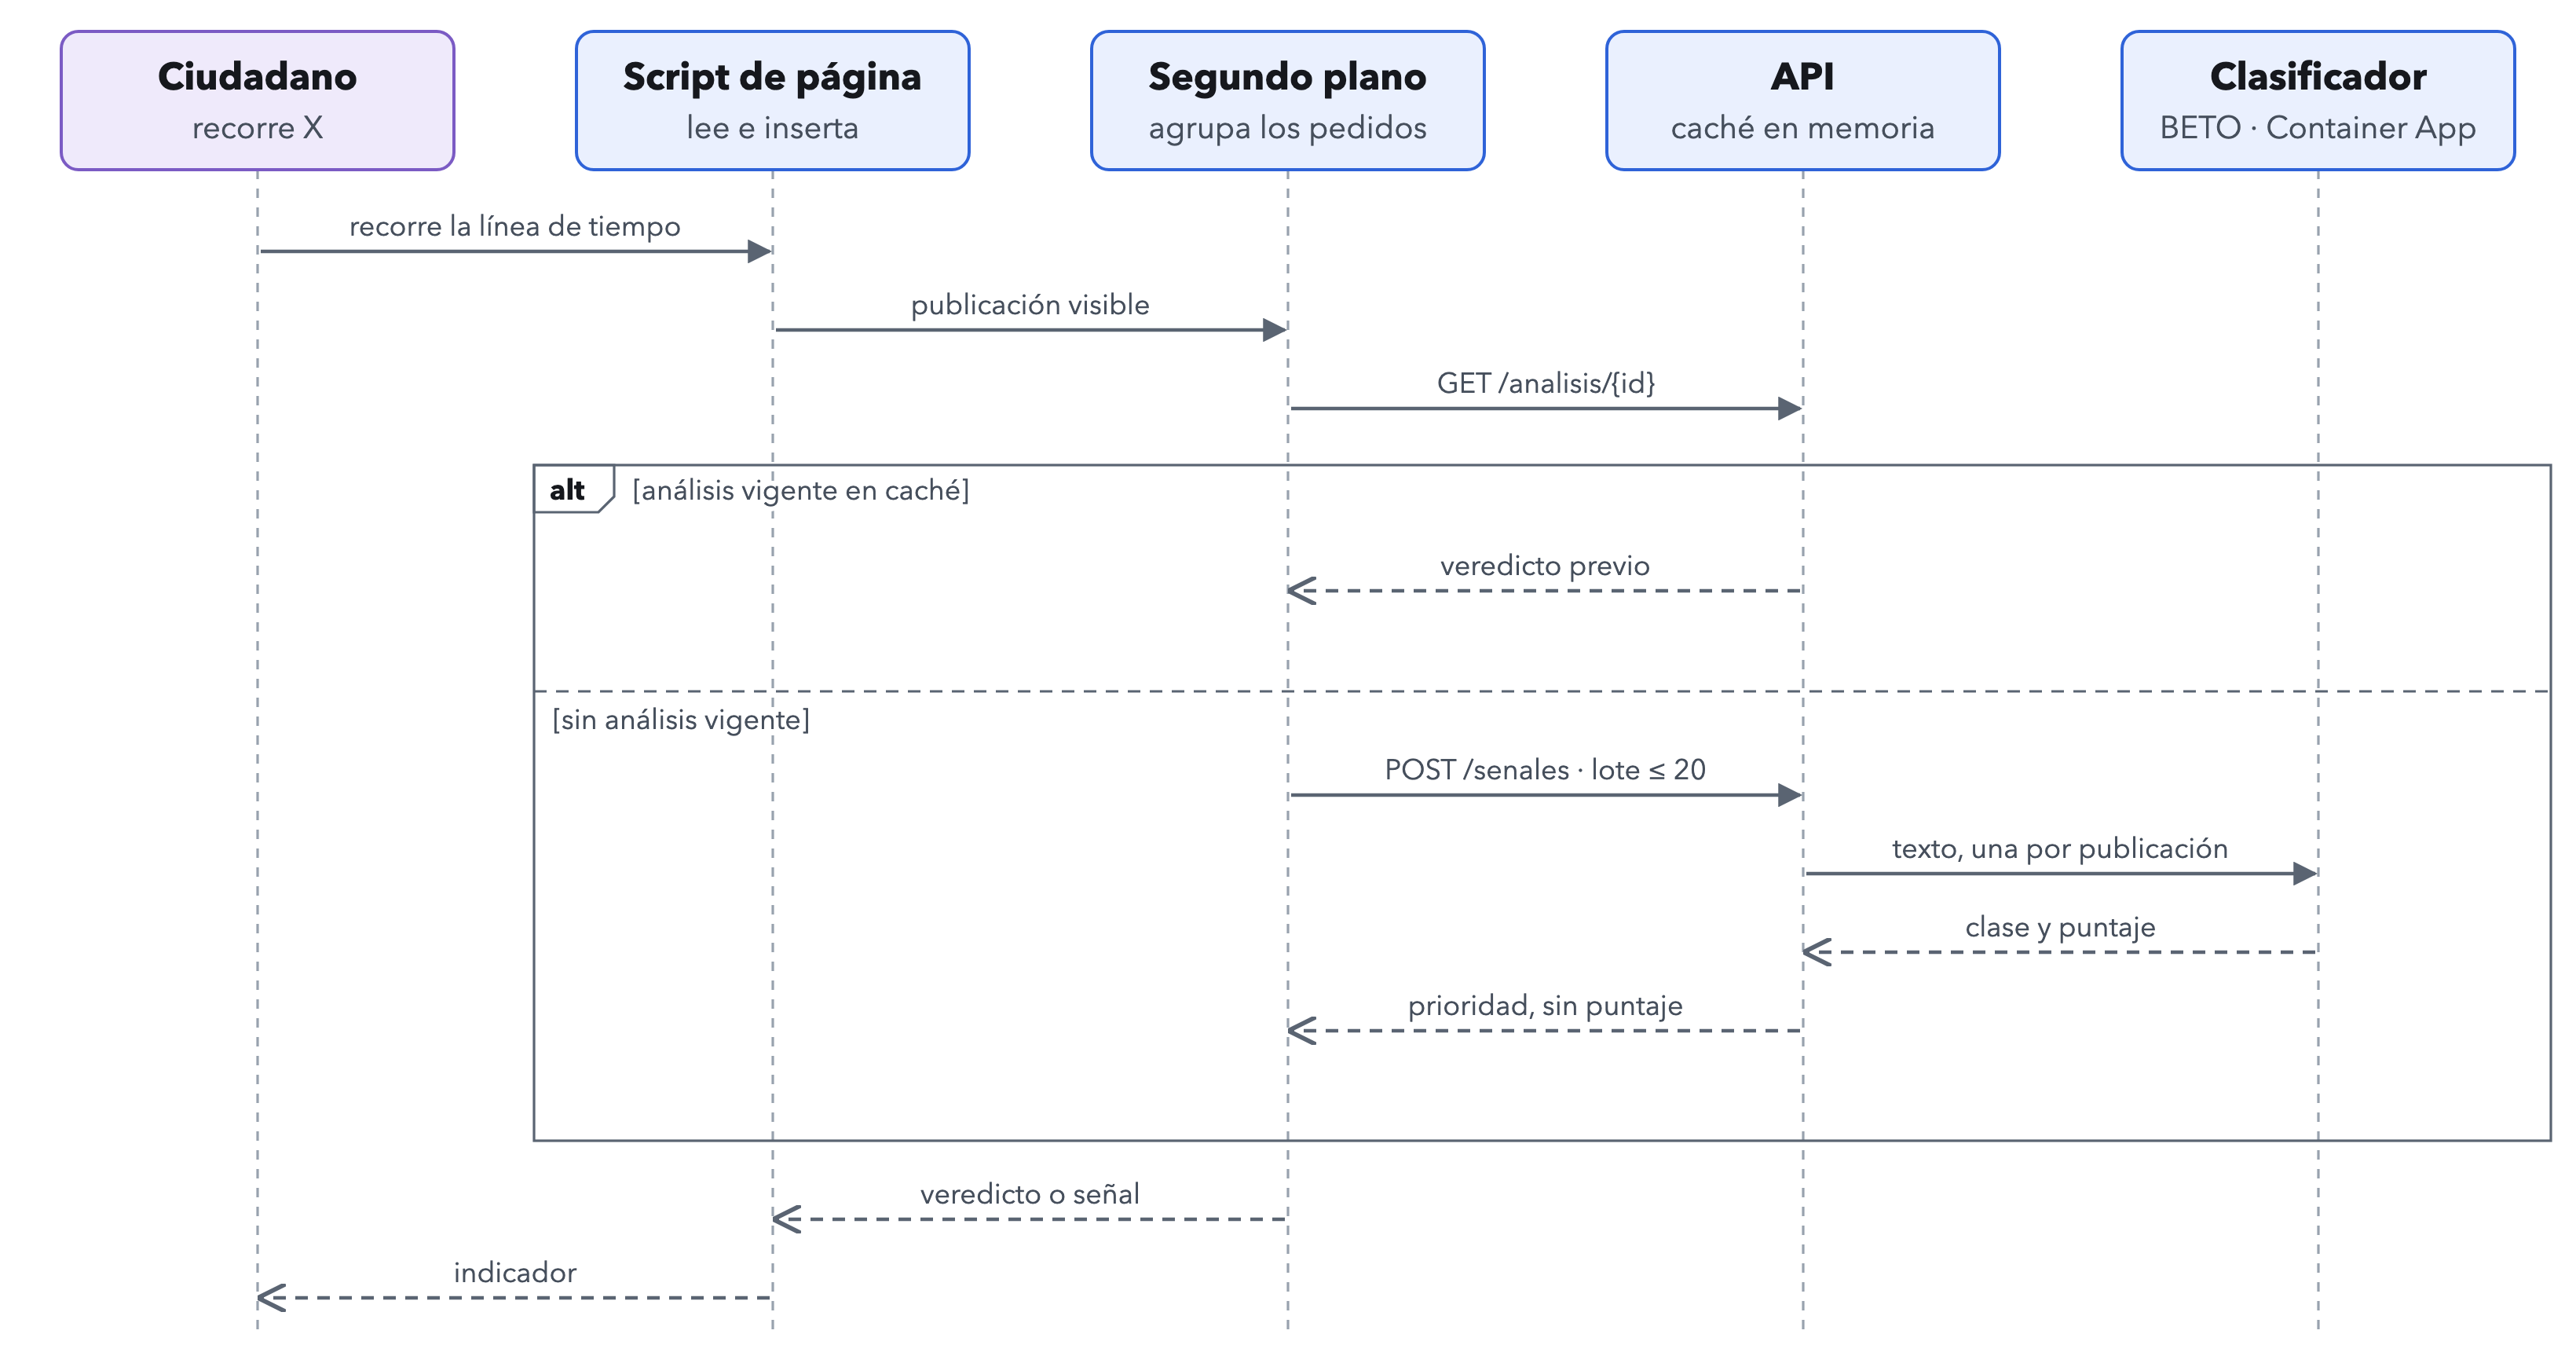 Ciudadano
recorre X
Script de página
lee e inserta
Segundo plano
agrupa los pedidos
API
caché en memoria
Clasificador
BETO · Container App
recorre la línea de tiempo
publicación visible
GET /analisis/{id}
alt [análisis vigente en caché]
veredicto previo
[sin análisis vigente]
POST /senales · lote ≤ 20
texto, una por publicación
clase y puntaje
prioridad, sin puntaje
veredicto o señal
indicador